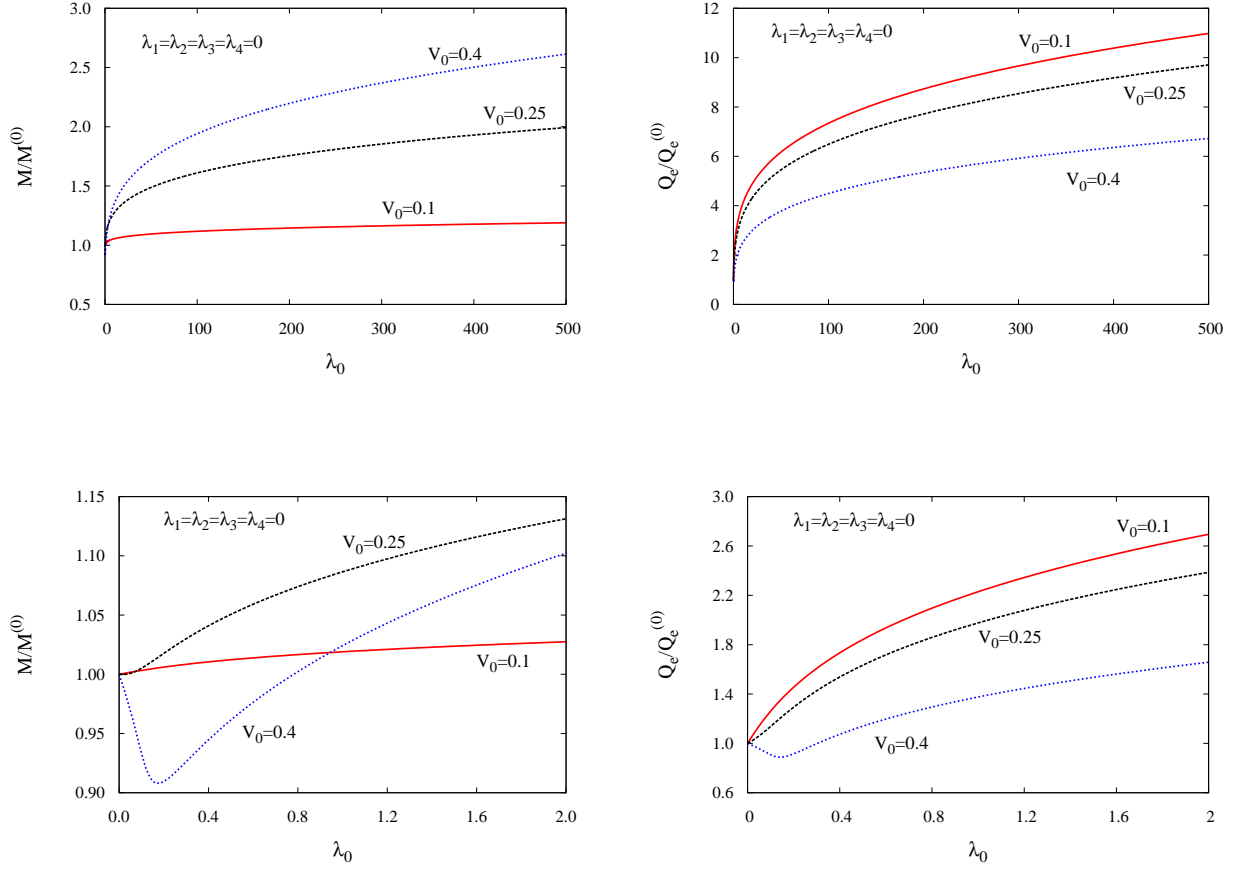 3.0
2.5
2.0
1.5
1.0
0.5
M/M⁽⁰⁾
λ₁=λ₂=λ₃=λ₄=0
V₀=0.4
V₀=0.25
V₀=0.1
0 100 200 300 400 500
λ₀
12
10
8
6
4
2
0
Qₑ/Qₑ⁽⁰⁾
λ₁=λ₂=λ₃=λ₄=0
V₀=0.1
V₀=0.25
V₀=0.4
0 100 200 300 400 500
λ₀
1.15
1.10
1.05
1.00
0.95
0.90
M/M⁽⁰⁾
λ₁=λ₂=λ₃=λ₄=0
V₀=0.25
V₀=0.1
V₀=0.4
0.0 0.4 0.8 1.2 1.6 2.0
λ₀
3.0
2.6
2.2
1.8
1.4
1.0
0.6
Qₑ/Qₑ⁽⁰⁾
λ₁=λ₂=λ₃=λ₄=0
V₀=0.1
V₀=0.25
V₀=0.4
0 0.4 0.8 1.2 1.6 2
λ₀